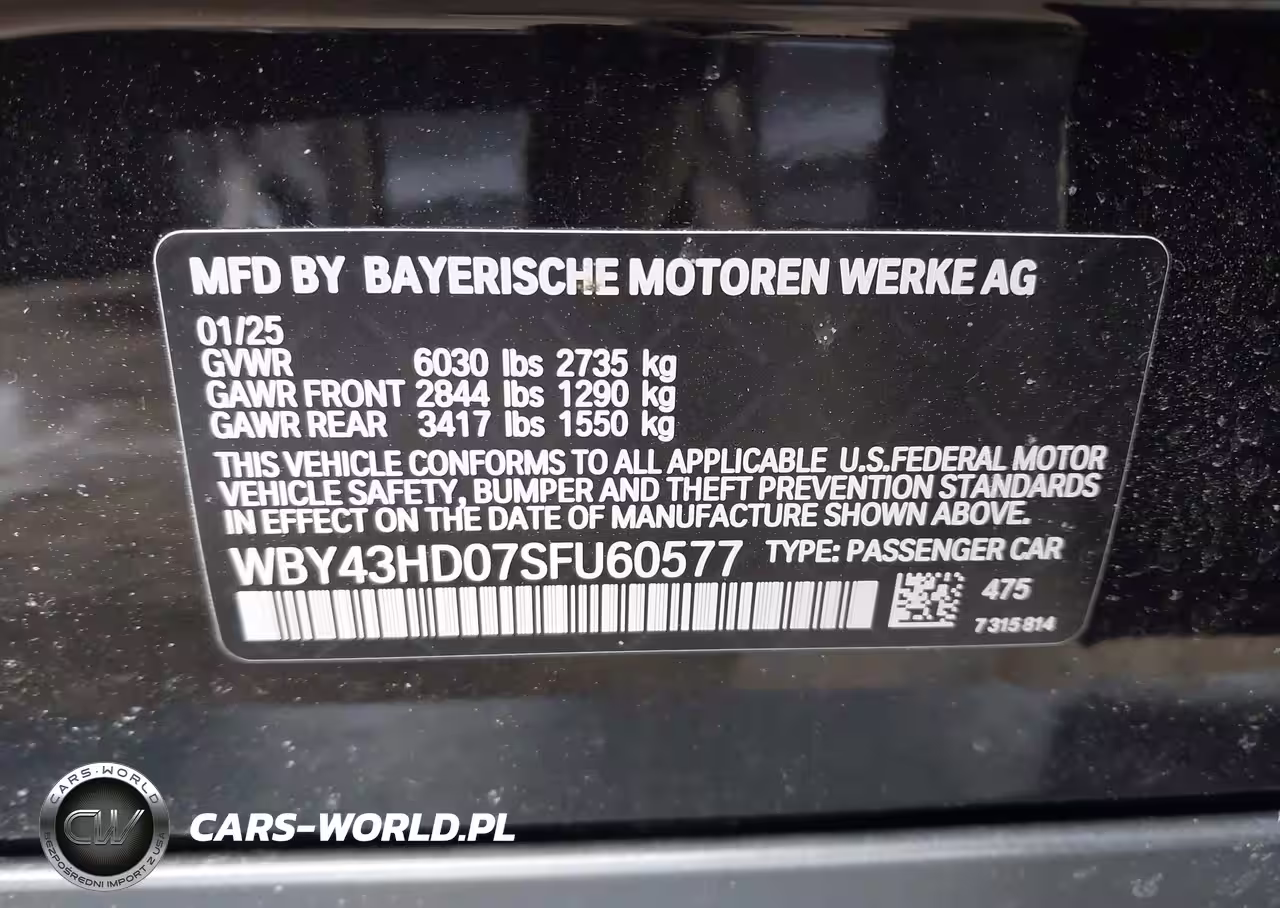 MFD BY BAYERISCHE MOTOREN WERKE AG
01/25
GVWR 6030 lbs 2735 kg
GAWR FRONT 2844 lbs 1290 kg
GAWR REAR 3417 lbs 1550 kg
THIS VEHICLE CONFORMS TO ALL APPLICABLE U.S.FEDERAL MOTOR
VEHICLE SAFETY, BUMPER AND THEFT PREVENTION STANDARDS
IN EFFECT ON THE DATE OF MANUFACTURE SHOWN ABOVE.
WBY43HD07SFU60577 TYPE: PASSENGER CAR
475
7315814
CARS-WORLD
CW
BEZPOŚREDNI IMPORT Z USA
CARS-WORLD.PL